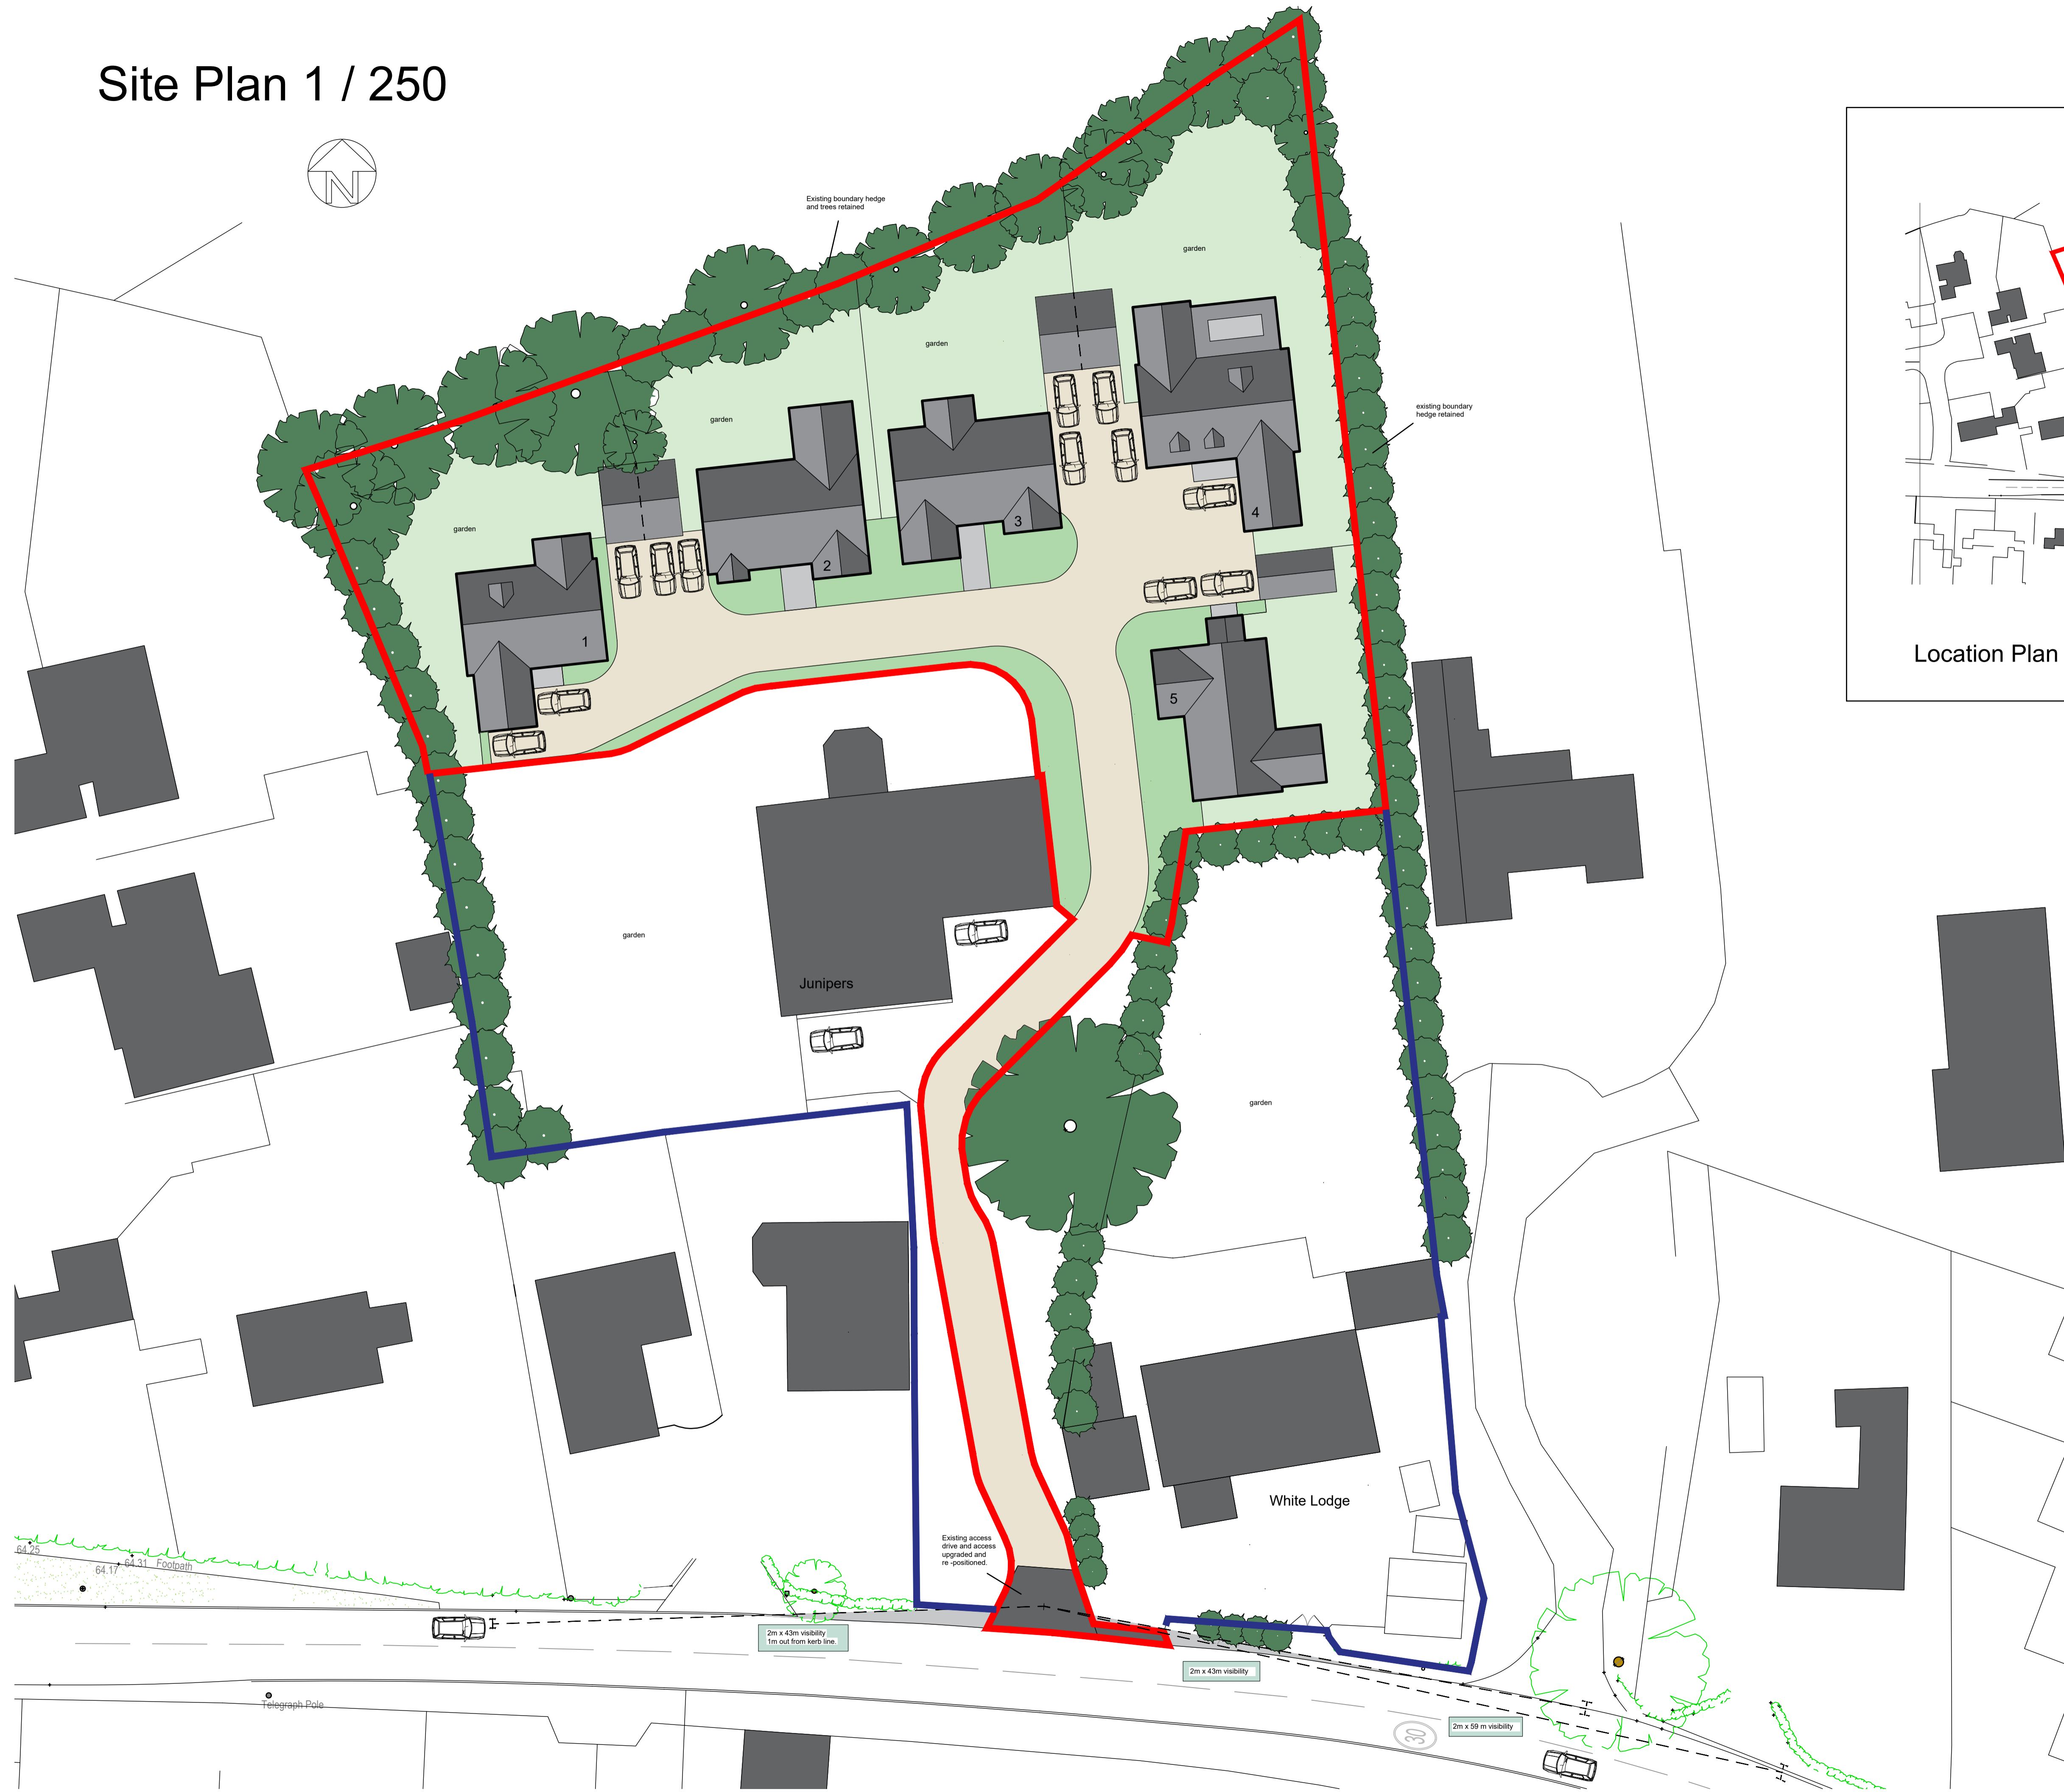 Site Plan 1 / 250
N
Existing boundary hedge
and trees retained
garden
garden
garden
garden
existing boundary
hedge retained
1
2
3
4
5
Location Plan
garden
Junipers
garden
White Lodge
Existing access
drive and access
upgraded and
re -positioned.
64.25
64.31
Footpath
64.17
2m x 43m visibility
1m out from kerb line.
2m x 43m visibility
2m x 59 m visibility
30
Telegraph Pole